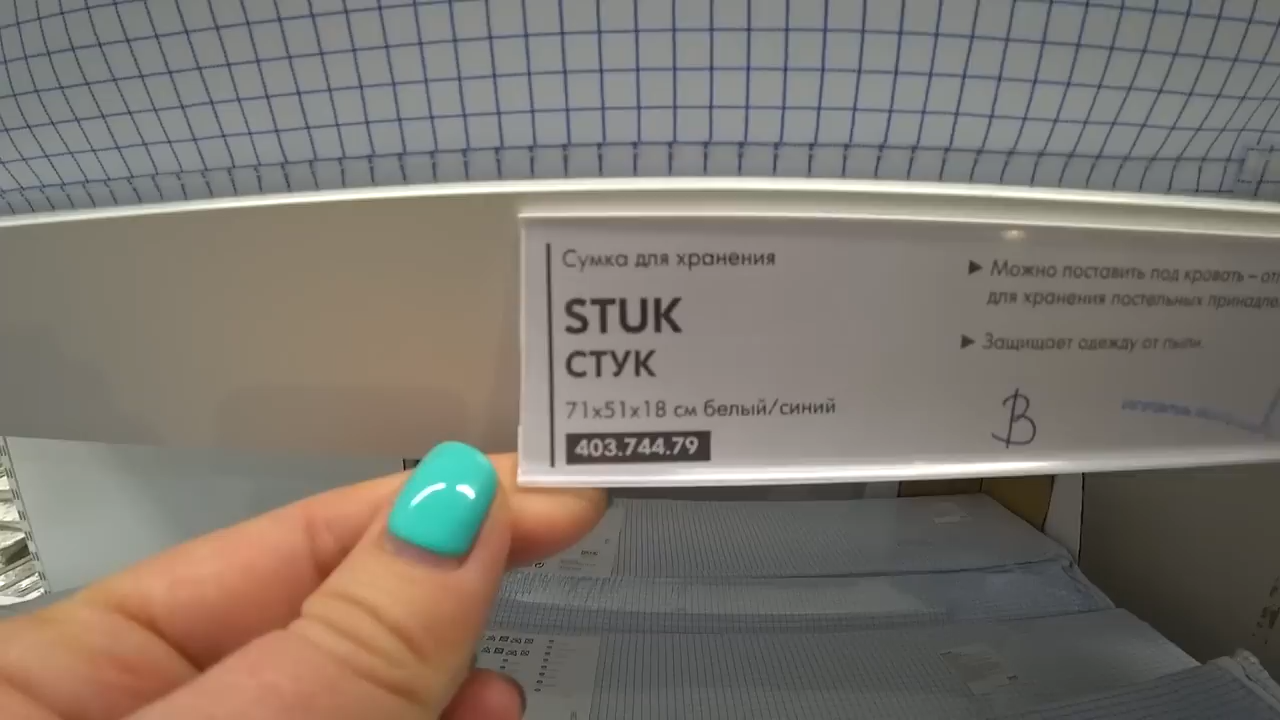 Сумка для хранения
STUK
СТУК
71x51x18 см белый/синий
403.744.79
▶ Можно поставить под кровать –
для хранения постельных
▶ Защищает одежду от пыли.
B